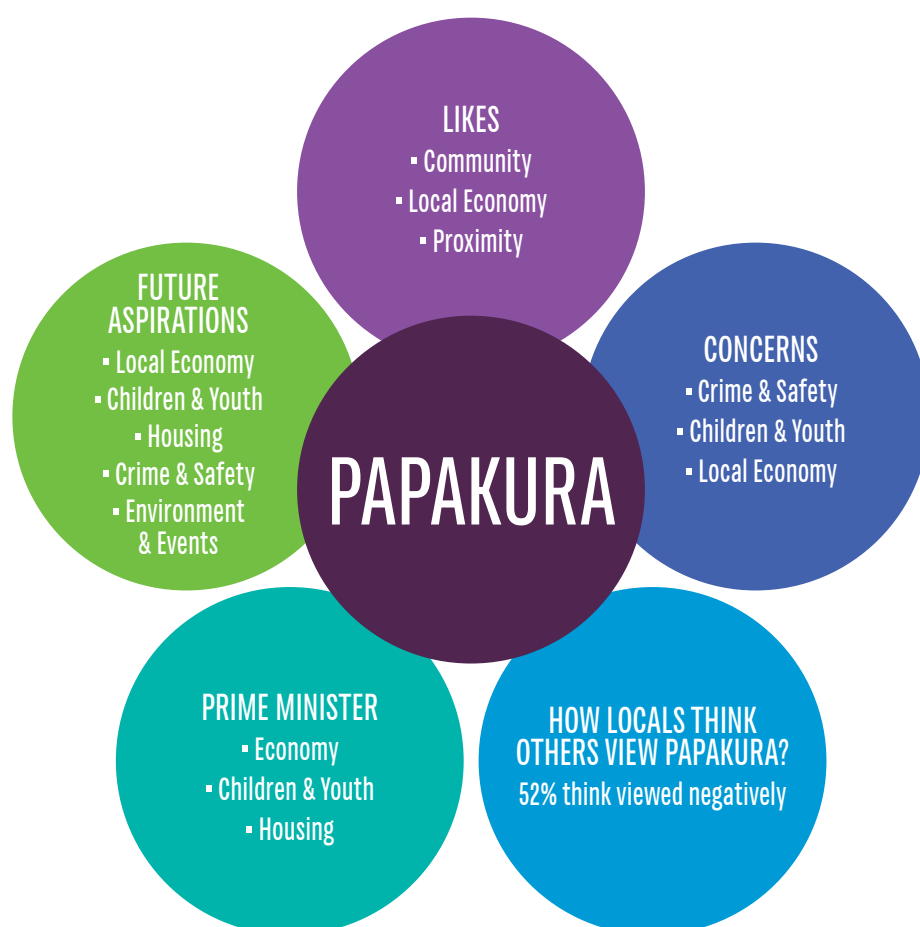 LIKES
▪ Community
▪ Local Economy
▪ Proximity
FUTURE
ASPIRATIONS
▪ Local Economy
▪ Children & Youth
▪ Housing
▪ Crime & Safety
▪ Environment
& Events
CONCERNS
▪ Crime & Safety
▪ Children & Youth
▪ Local Economy
PAPAKURA
PRIME MINISTER
▪ Economy
▪ Children & Youth
▪ Housing
HOW LOCALS THINK
OTHERS VIEW PAPAKURA?
52% think viewed negatively